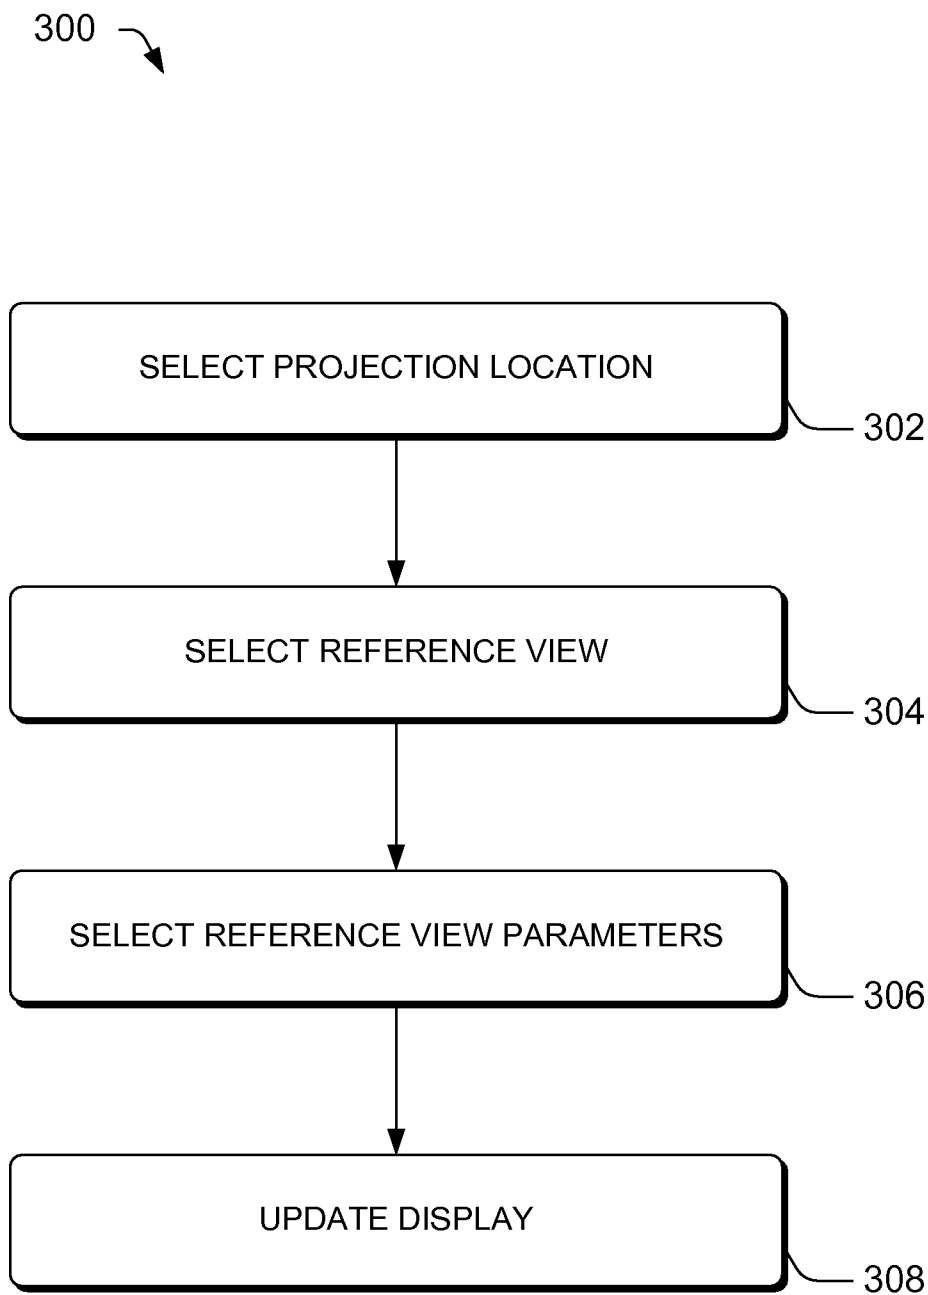 300
SELECT PROJECTION LOCATION
302
SELECT REFERENCE VIEW
304
SELECT REFERENCE VIEW PARAMETERS
306
UPDATE DISPLAY
308